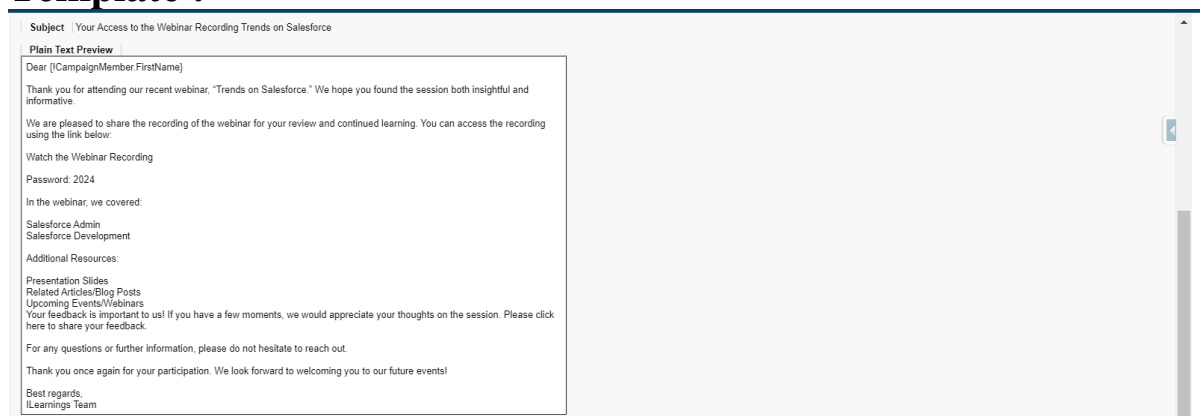 Template :
Subject Your Access to the Webinar Recording Trends on Salesforce
Plain Text Preview
Dear {!CampaignMember.FirstName}
Thank you for attending our recent webinar, “Trends on Salesforce.” We hope you found the session both insightful and
informative.
We are pleased to share the recording of the webinar for your review and continued learning. You can access the recording
using the link below:
Watch the Webinar Recording
Password: 2024
In the webinar, we covered:
Salesforce Admin
Salesforce Development
Additional Resources:
Presentation Slides
Related Articles/Blog Posts
Upcoming Events/Webinars
Your feedback is important to us! If you have a few moments, we would appreciate your thoughts on the session. Please click
here to share your feedback.
For any questions or further information, please do not hesitate to reach out.
Thank you once again for your participation. We look forward to welcoming you to our future events!
Best regards,
ILearnings Team